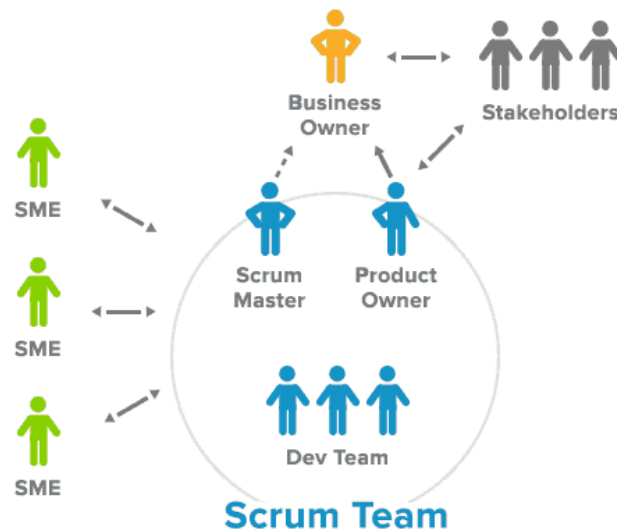 Business
Owner
Stakeholders
SME
Scrum
Master
Product
Owner
SME
SME
Dev Team
Scrum Team